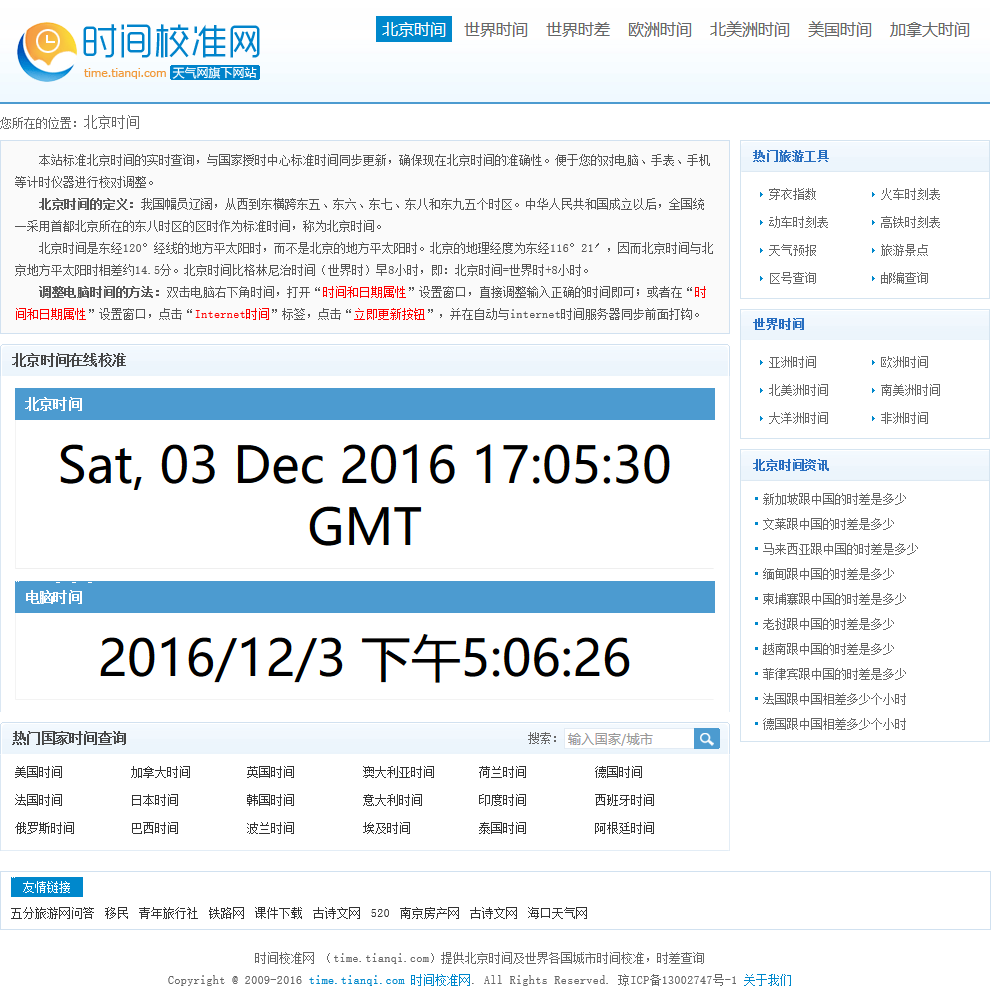 时间校准网
time.tianqi.com 天气网旗下网站
北京时间 世界时间 世界时差 欧洲时间 北美洲时间 美国时间 加拿大时间
您所在的位置：北京时间
本站标准北京时间的实时查询，与国家授时中心标准时间同步更新，确保现在北京时间的准确性。便于您的对电脑、手表、手机
等计时仪器进行校对调整。
北京时间的定义：我国幅员辽阔，从西到东横跨东五、东六、东七、东八和东九五个时区。中华人民共和国成立以后，全国统
一采用首都北京所在的东八时区的区时作为标准时间，称为北京时间。
北京时间是东经120°经线的地方平太阳时，而不是北京的地方平太阳时。北京的地理经度为东经116°21′，因而北京时间与北
京地方平太阳时相差约14.5分。北京时间比格林尼治时间（世界时）早8小时，即：北京时间=世界时+8小时。
调整电脑时间的方法：双击电脑右下角时间，打开“时间和日期属性”设置窗口，直接调整输入正确的时间即可；或者在“时
间和日期属性”设置窗口，点击“Internet时间”标签，点击“立即更新按钮”，并在自动与internet时间服务器同步前面打钩。
北京时间在线校准
北京时间
Sat, 03 Dec 2016 17:05:30
GMT
电脑时间
2016/12/3 下午5:06:26
热门国家时间查询 搜索： 输入国家/城市
美国时间 加拿大时间 英国时间 澳大利亚时间 荷兰时间 德国时间
法国时间 日本时间 韩国时间 意大利时间 印度时间 西班牙时间
俄罗斯时间 巴西时间 波兰时间 埃及时间 泰国时间 阿根廷时间
热门旅游工具
穿衣指数 火车时刻表
动车时刻表 高铁时刻表
天气预报 旅游景点
区号查询 邮编查询
世界时间
亚洲时间 欧洲时间
北美洲时间 南美洲时间
大洋洲时间 非洲时间
北京时间资讯
新加坡跟中国的时差是多少
文莱跟中国的时差是多少
马来西亚跟中国的时差是多少
缅甸跟中国的时差是多少
柬埔寨跟中国的时差是多少
老挝跟中国的时差是多少
越南跟中国的时差是多少
菲律宾跟中国的时差是多少
法国跟中国相差多少个小时
德国跟中国相差多少个小时
友情链接
五分旅游网问答 移民 青年旅行社 铁路网 课件下载 古诗文网 520 南京房产网 古诗文网 海口天气网
时间校准网 （time.tianqi.com）提供北京时间及世界各国城市时间校准，时差查询
Copyright © 2009-2016 time.tianqi.com 时间校准网. All Rights Reserved. 琼ICP备13002747号-1 关于我们